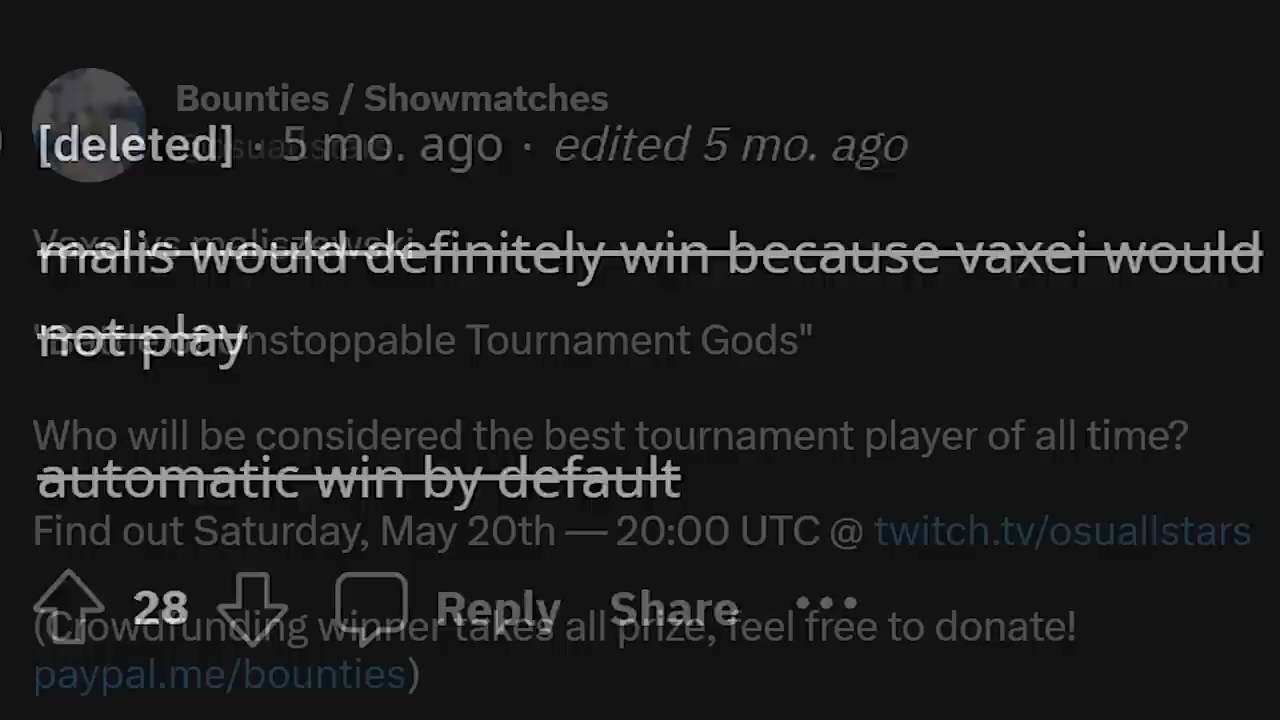 Bounties / Showmatches
[deleted] · 5 mo. ago · edited 5 mo. ago
Vaxei vs maliszewski
malis would definitely win because vaxei would
not play
Unstoppable Tournament Gods"
Who will be considered the best tournament player of all time?
automatic win by default
Find out Saturday, May 20th — 20:00 UTC @ twitch.tv/osuallstars
28 Reply Share
(Crowdfunding winner takes all prize, feel free to donate!
paypal.me/bounties)